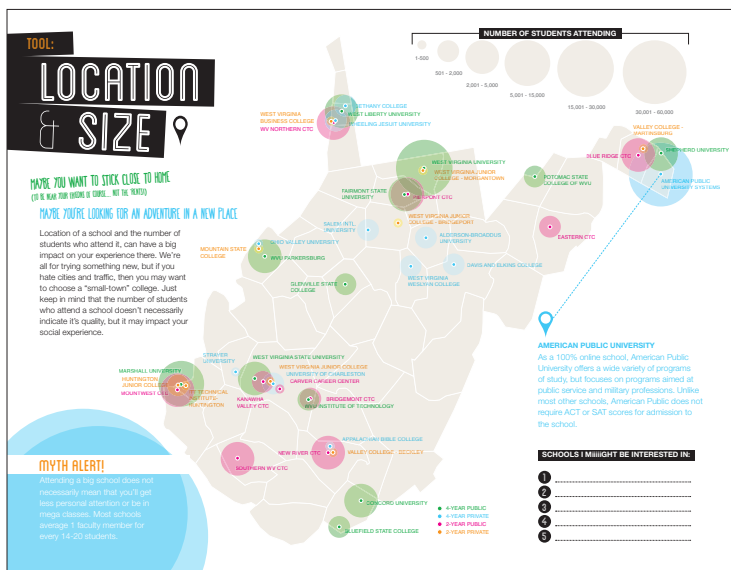 TOOL:
LOCATION
& SIZE
NUMBER OF STUDENTS ATTENDING
1-500
501 - 2,000
2,001 - 5,000
5,001 - 15,000
15,001 - 30,000
30,001 - 60,000
MAYBE YOU WANT TO STICK CLOSE TO HOME
MAYBE YOU'RE LOOKING FOR AN ADVENTURE IN A NEW PLACE
Location of a school and the number of
students who attend it, can have a big
impact on your experience there. We're
all for trying something new, but if you
hate cities and traffic, then you may want
to choose a "small-town" college. Just
keep in mind that the number of students
who attend a school doesn't necessarily
indicate it's quality, but it may impact your
social experience.
BETHANY COLLEGE
WEST LIBERTY UNIVERSITY
WHEELING JESUIT UNIVERSITY
WEST VIRGINIA
BUSINESS COLLEGE
WV NORTHERN CTC
WEST VIRGINIA UNIVERSITY
WEST VIRGINIA JUNIOR
COLLEGE - MORGANTOWN
FAIRMONT STATE
UNIVERSITY
PIERPONT CTC
POTOMAC STATE
COLLEGE OF WVU
VALLEY COLLEGE -
MARTINSBURG
BLUE RIDGE CTC
SHEPHERD UNIVERSITY
AMERICAN PUBLIC
UNIVERSITY SYSTEMS
EASTERN CTC
WEST VIRGINIA JUNIOR
COLLEGE - BRIDGEPORT
SALEM INTL.
UNIVERSITY
ALDERSON-BROADDUS
UNIVERSITY
OHIO VALLEY UNIVERSITY
MOUNTAIN STATE
COLLEGE
WVU PARKERSBURG
DAVIS AND ELKINS COLLEGE
WEST VIRGINIA
WESLEYAN COLLEGE
GLENVILLE STATE
COLLEGE
STRAYER
UNIVERSITY
WEST VIRGINIA STATE UNIVERSITY
WEST VIRGINIA JUNIOR COLLEGE
UNIVERSITY OF CHARLESTON
CARVER CAREER CENTER
KANAWHA
VALLEY CTC
MARSHALL UNIVERSITY
HUNTINGTON
JUNIOR COLLEGE
MOUNTWEST CTC
TECHNICAL
INSTITUTE-
HUNTINGTON
BRIDGEMONT CTC
WVU INSTITUTE OF TECHNOLOGY
APPALACHIAN BIBLE COLLEGE
NEW RIVER CTC
VALLEY COLLEGE - BECKLEY
SOUTHERN WV CTC
CONCORD UNIVERSITY
BLUEFIELD STATE COLLEGE
4-YEAR PUBLIC
4-YEAR PRIVATE
2-YEAR PUBLIC
2-YEAR PRIVATE
AMERICAN PUBLIC UNIVERSITY
As a 100% online school, American Public
University offers a wide variety of programs
of study, but focuses on programs aimed at
public service and military professions. Unlike
most other schools, American Public does not
require ACT or SAT scores for admission to
the school.
SCHOOLS I MiiiiiGHT BE INTERESTED IN:
1
2
3
4
5
MYTH ALERT!
Attending a big school does not
necessarily mean that you'll get
less personal attention or be in
mega classes. Most schools
average 1 faculty member for
every 14-20 students.